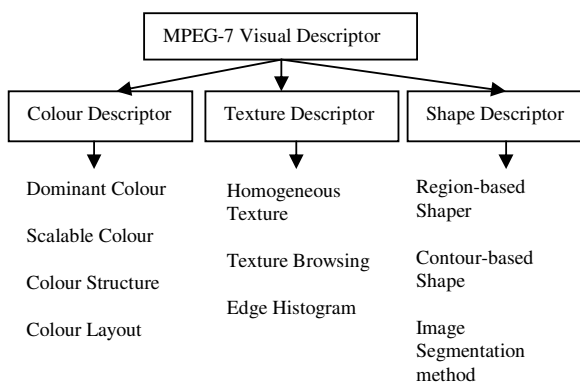 MPEG-7 Visual Descriptor
Colour Descriptor
Texture Descriptor
Shape Descriptor
Dominant Colour
Scalable Colour
Colour Structure
Colour Layout
Homogeneous
Texture
Texture Browsing
Edge Histogram
Region-based
Shaper
Contour-based
Shape
Image
Segmentation
method